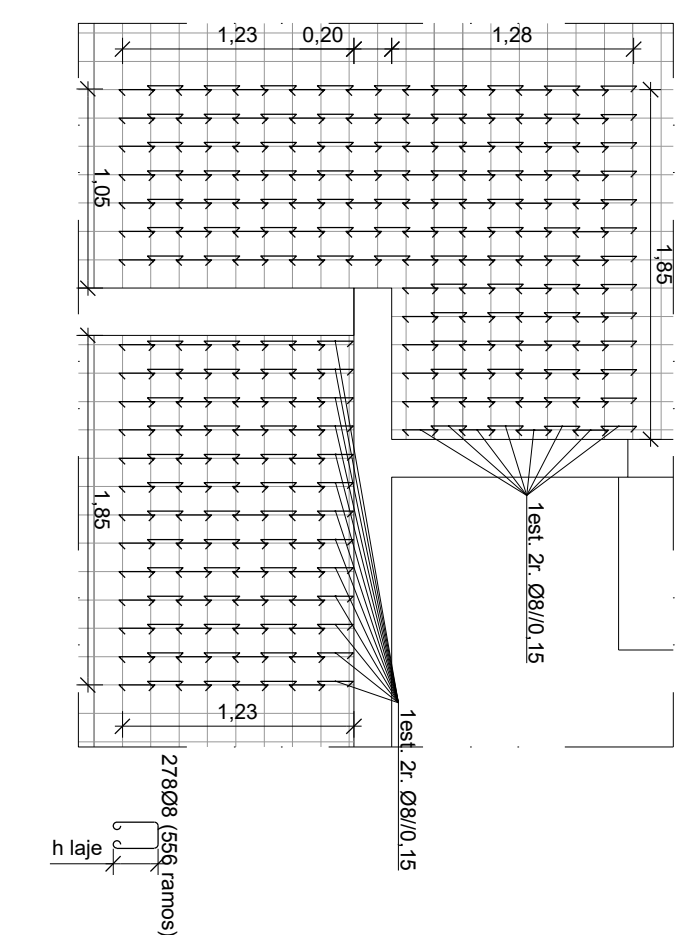 1,23
0,20
1,28
1,05
1,85
1,85
1est. 2r. Ø8//0,15
1,23
1est. 2r. Ø8//0,15
278Ø8 (556 ramos)
h laje